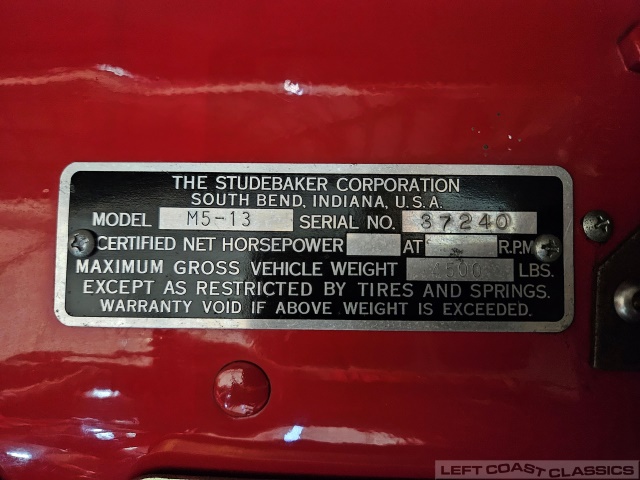 THE STUDEBAKER CORPORATION
SOUTH BEND, INDIANA, U.S.A.
MODEL M5-13 SERIAL NO. 37240
CERTIFIED NET HORSEPOWER AT R.P.M.
MAXIMUM GROSS VEHICLE WEIGHT 4500 LBS.
EXCEPT AS RESTRICTED BY TIRES AND SPRINGS.
WARRANTY VOID IF ABOVE WEIGHT IS EXCEEDED.
LEFT COAST CLASSICS